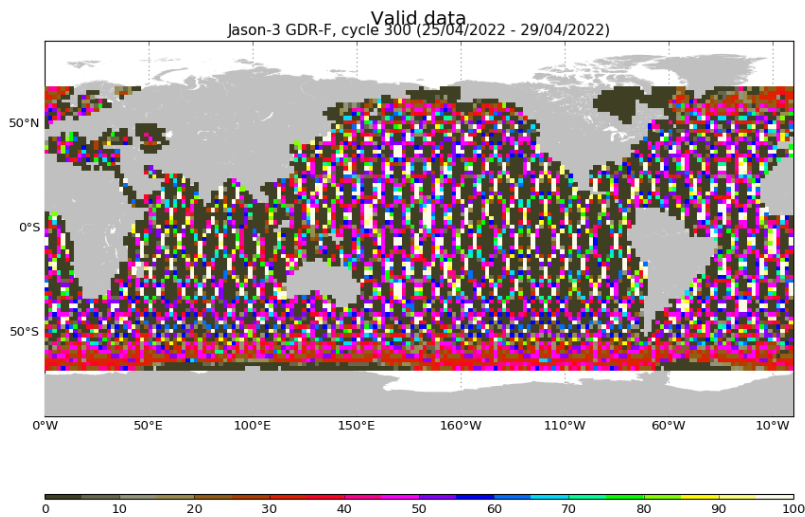 Valid data
Jason-3 GDR-F, cycle 300 (25/04/2022 - 29/04/2022)
50°N
0°S
50°S
0°W 50°E 100°E 150°E 160°W 110°W 60°W 10°W
0 10 20 30 40 50 60 70 80 90 100